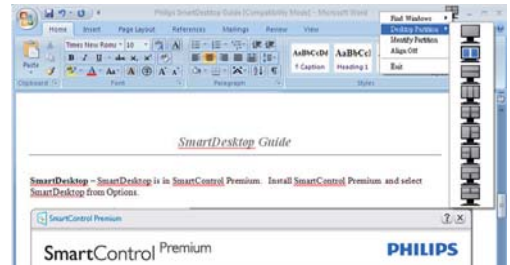 Philips SmartDesktop Guide [Compatibility Mode] - Microsoft Word
Home Insert Page Layout References Mailings Review View
Find Windows
Desktop Partition
Identify Partition
Align Off
Exit
Times New Roma 10
Paste
B I U abe x, x²
AaBbCcDd AaBbCcI
¶ Caption Heading 1
Clipboard Font Paragraph Styles
SmartDesktop Guide
SmartDesktop – SmartDesktop is in SmartControl Premium. Install SmartControl Premium and select
SmartDesktop from Options.
SmartControl Premium
SmartControl Premium
PHILIPS